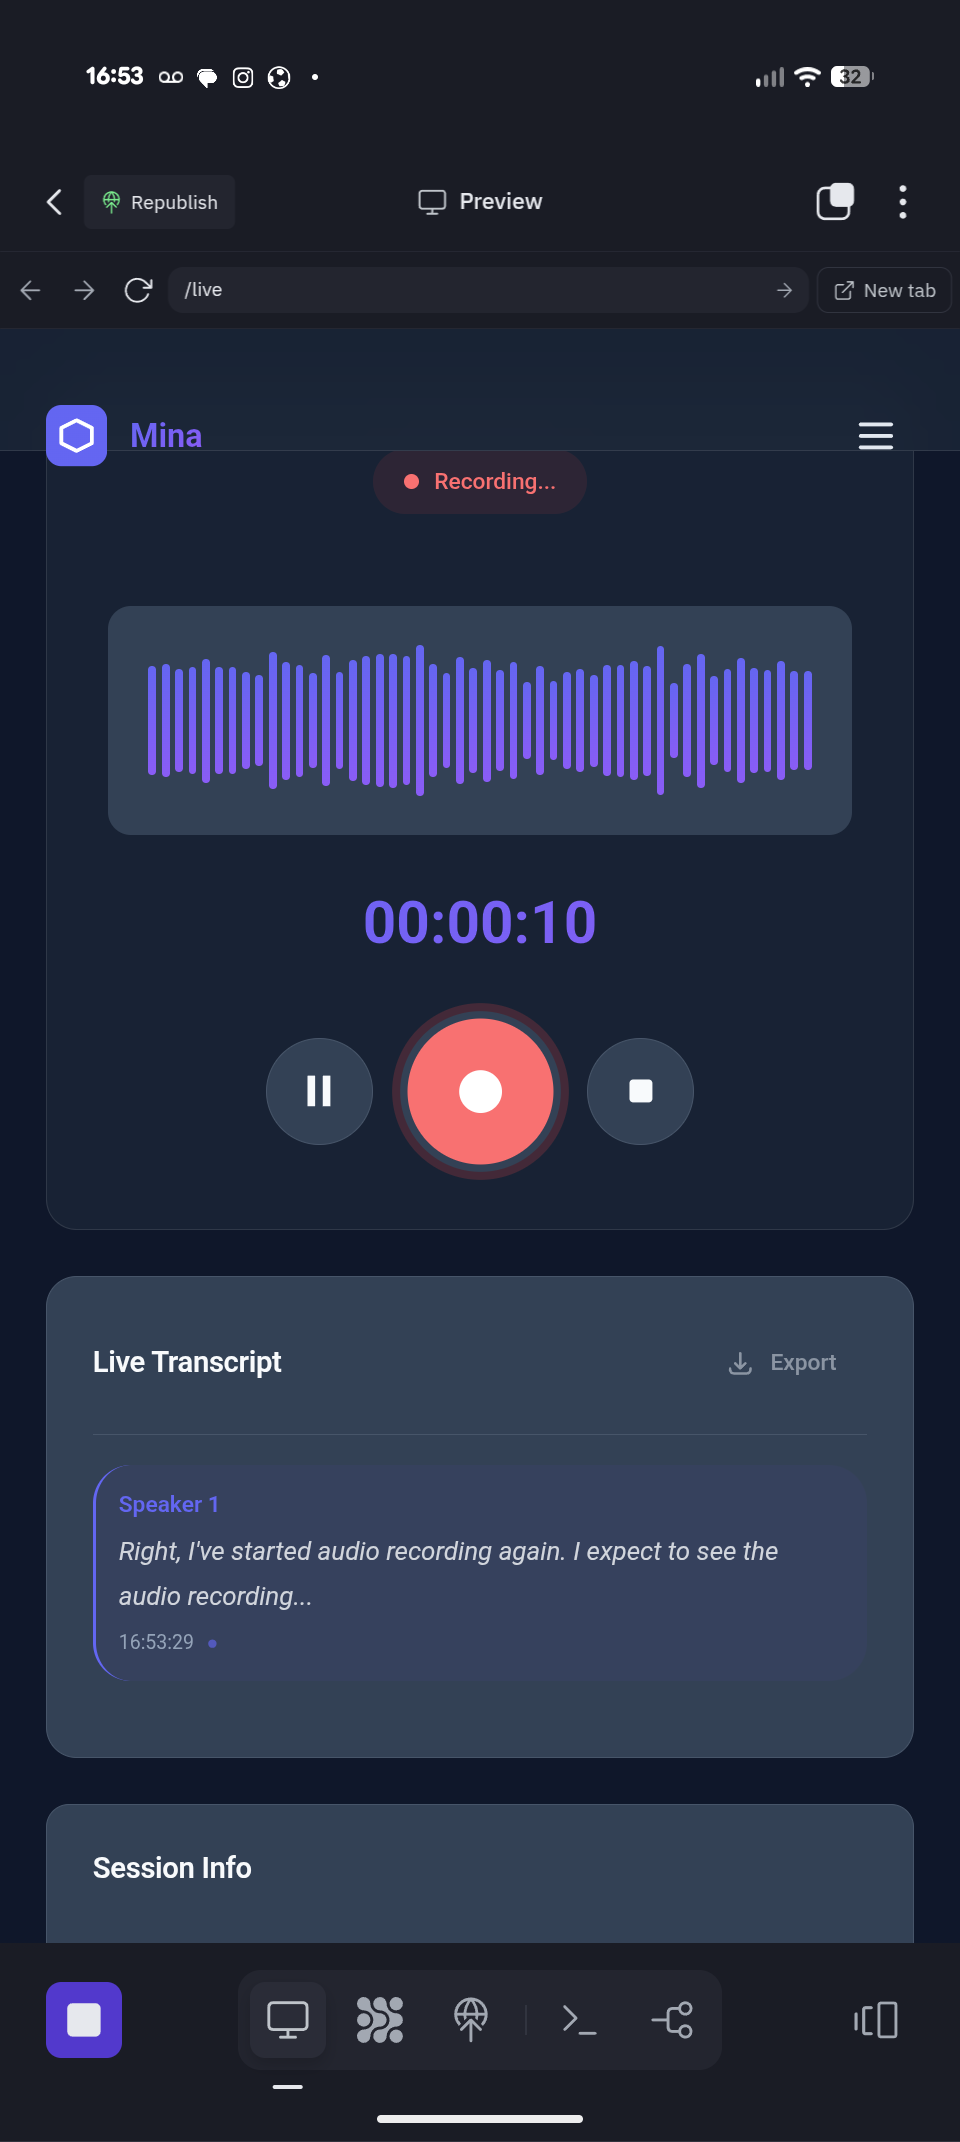 16:53
32
Republish
Preview
/live
New tab
Mina
Recording...
00:00:10
Live Transcript
Export
Speaker 1
Right, I've started audio recording again. I expect to see the
audio recording...
16:53:29
Session Info